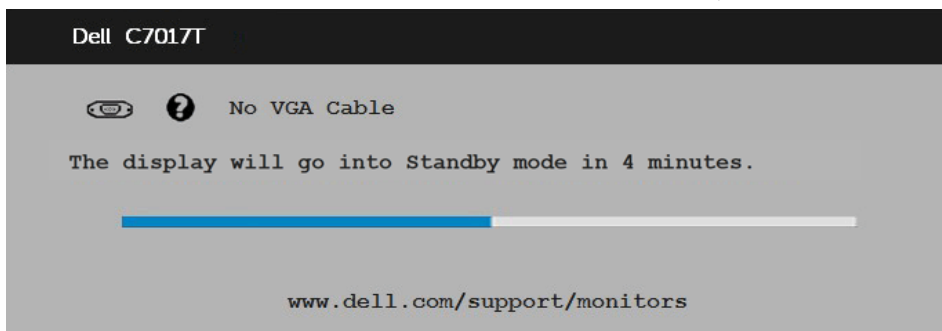 Dell C7017T
No VGA Cable
The display will go into Standby mode in 4 minutes.
www.dell.com/support/monitors